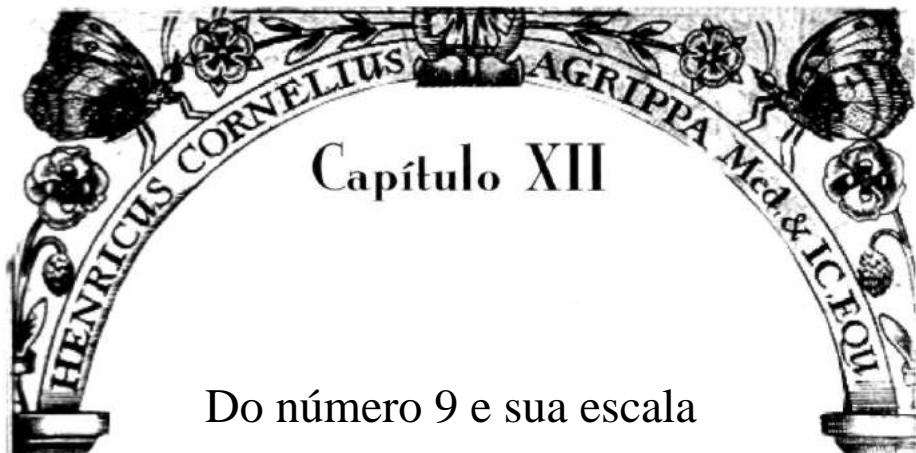 HENRICUS CORNELIUS AGRIPPA Med. & IC. EQU
Capítulo XII
Do número 9 e sua escala